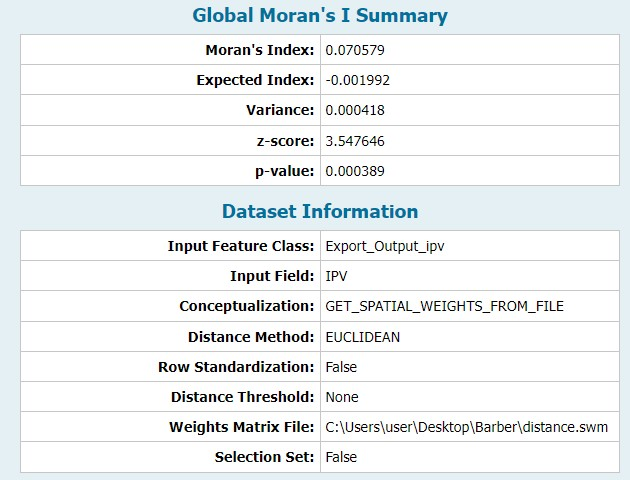 Global Moran's I Summary
Moran's Index: 0.070579
Expected Index: -0.001992
Variance: 0.000418
z-score: 3.547646
p-value: 0.000389
Dataset Information
Input Feature Class: Export_Output_ipv
Input Field: IPV
Conceptualization: GET_SPATIAL_WEIGHTS_FROM_FILE
Distance Method: EUCLIDEAN
Row Standardization: False
Distance Threshold: None
Weights Matrix File: C:\Users\user\Desktop\Barber\distance.swm
Selection Set: False